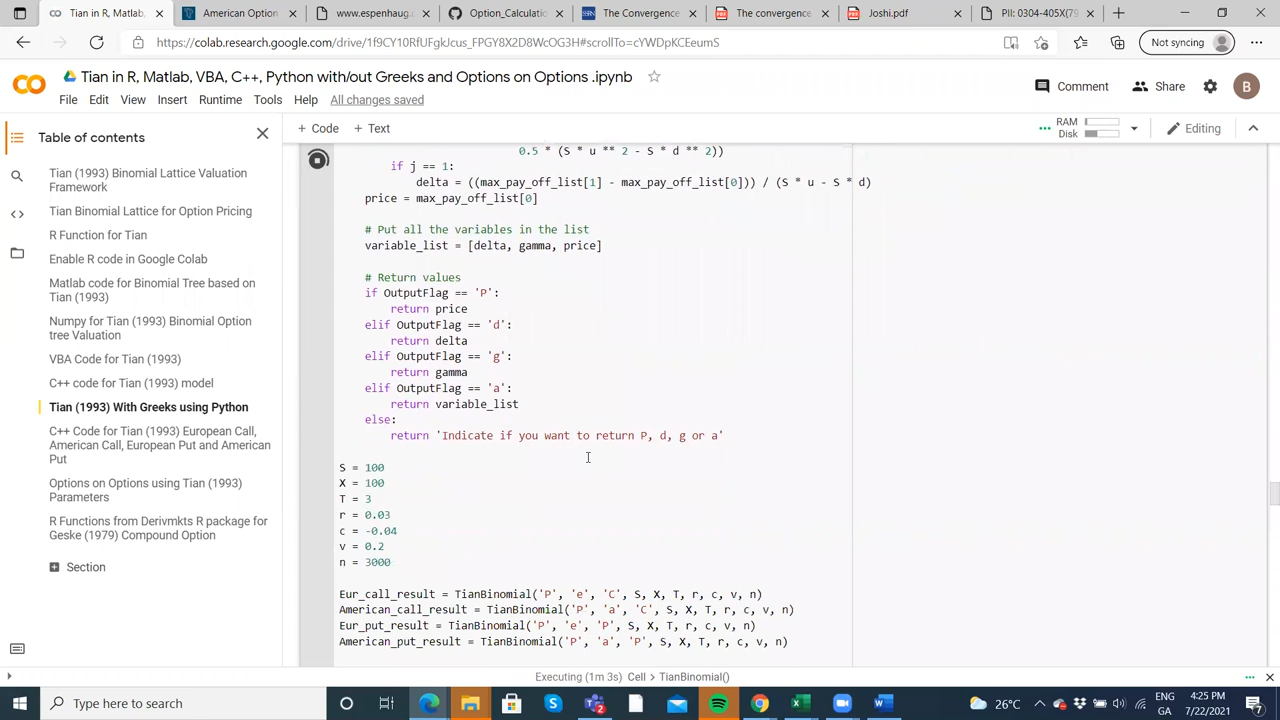 Tian in R, Matlab, VBA, C++, Pyth
American Option
www.espenhaug.c
Option_Calculatio
The Convergence
The convergence
Joshi.pdf
PII: 0304-405X(79
https://colab.research.google.com/drive/1f9CY10RfUFgkJcus_FPGY8X2D8WcOG3H#scrollTo=cYWDpKCEeumS
Not syncing
CO
Tian in R, Matlab, VBA, C++, Python with/out Greeks and Options on Options .ipynb
File Edit View Insert Runtime Tools Help All changes saved
Comment
Share
B
Table of contents
+ Code + Text
RAM
Disk
Editing
Tian (1993) Binomial Lattice Valuation
Framework
Tian Binomial Lattice for Option Pricing
R Function for Tian
Enable R code in Google Colab
Matlab code for Binomial Tree based on
Tian (1993)
Numpy for Tian (1993) Binomial Option
tree Valuation
VBA Code for Tian (1993)
C++ code for Tian (1993) model
Tian (1993) With Greeks using Python
C++ Code for Tian (1993) European Call,
American Call, European Put and American
Put
Options on Options using Tian (1993)
Parameters
R Functions from Derivmkts R package for
Geske (1979) Compound Option
Section
0.5 * (S * u ** 2 - S * d ** 2))
if j == 1:
delta = ((max_pay_off_list[1] - max_pay_off_list[0])) / (S * u - S * d)
price = max_pay_off_list[0]
# Put all the variables in the list
variable_list = [delta, gamma, price]
# Return values
if OutputFlag == 'P':
return price
elif OutputFlag == 'd':
return delta
elif OutputFlag == 'g':
return gamma
elif OutputFlag == 'a':
return variable_list
else:
return 'Indicate if you want to return P, d, g or a'
S = 100
X = 100
T = 3
r = 0.03
c = -0.04
v = 0.2
n = 3000
Eur_call_result = TianBinomial('P', 'e', 'C', S, X, T, r, c, v, n)
American_call_result = TianBinomial('P', 'a', 'C', S, X, T, r, c, v, n)
Eur_put_result = TianBinomial('P', 'e', 'P', S, X, T, r, c, v, n)
American_put_result = TianBinomial('P', 'a', 'P', S, X, T, r, c, v, n)
Executing (1m 3s) Cell > TianBinomial()
Type here to search
26°C
ENG
GA
4:25 PM
7/22/2021